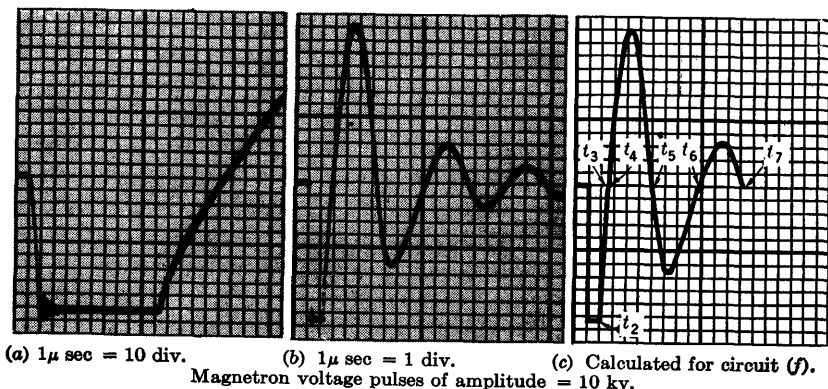 t₃ t₄ t₅ t₆ t₇
t₂
(a) 1μ sec = 10 div.
(b) 1μ sec = 1 div.
(c) Calculated for circuit (f).
Magnetron voltage pulses of amplitude = 10 kv.